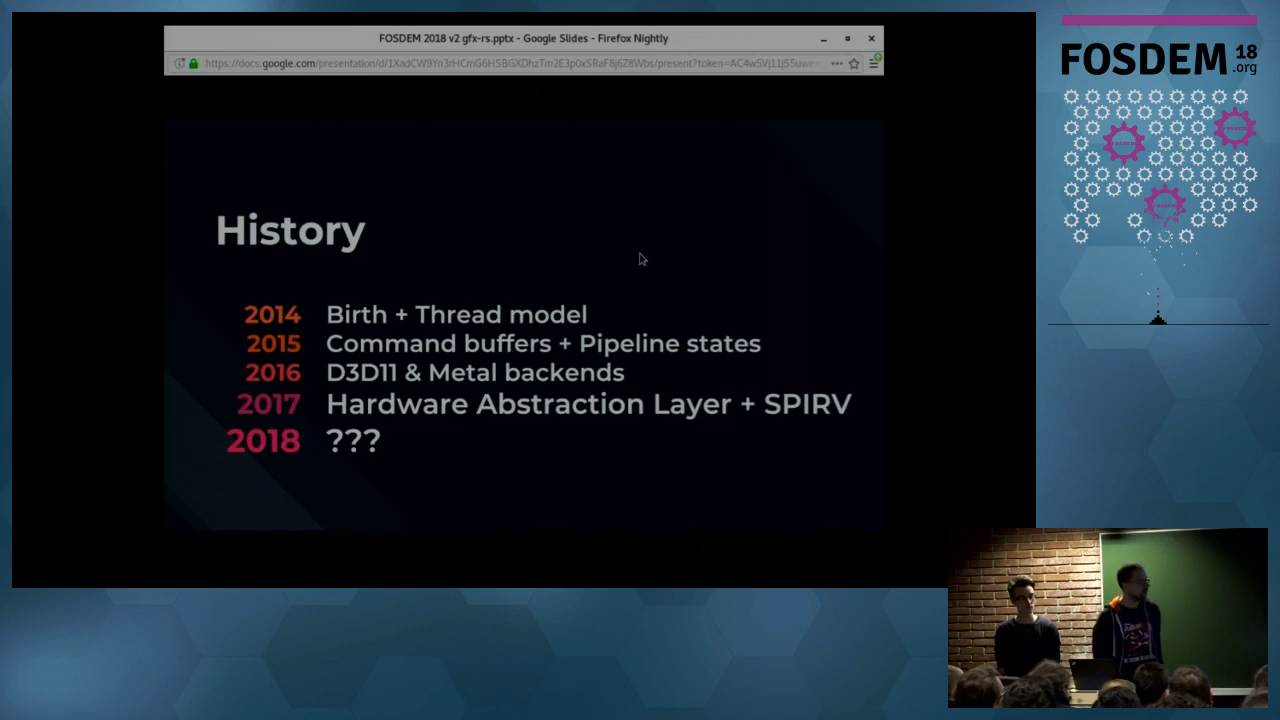 FOSDEM 2018 v2 gfx-rs.pptx - Google Slides - Firefox Nightly
History
2014 Birth + Thread model
2015 Command buffers + Pipeline states
2016 D3D11 & Metal backends
2017 Hardware Abstraction Layer + SPIRV
2018 ???
FOSDEM 18
.org